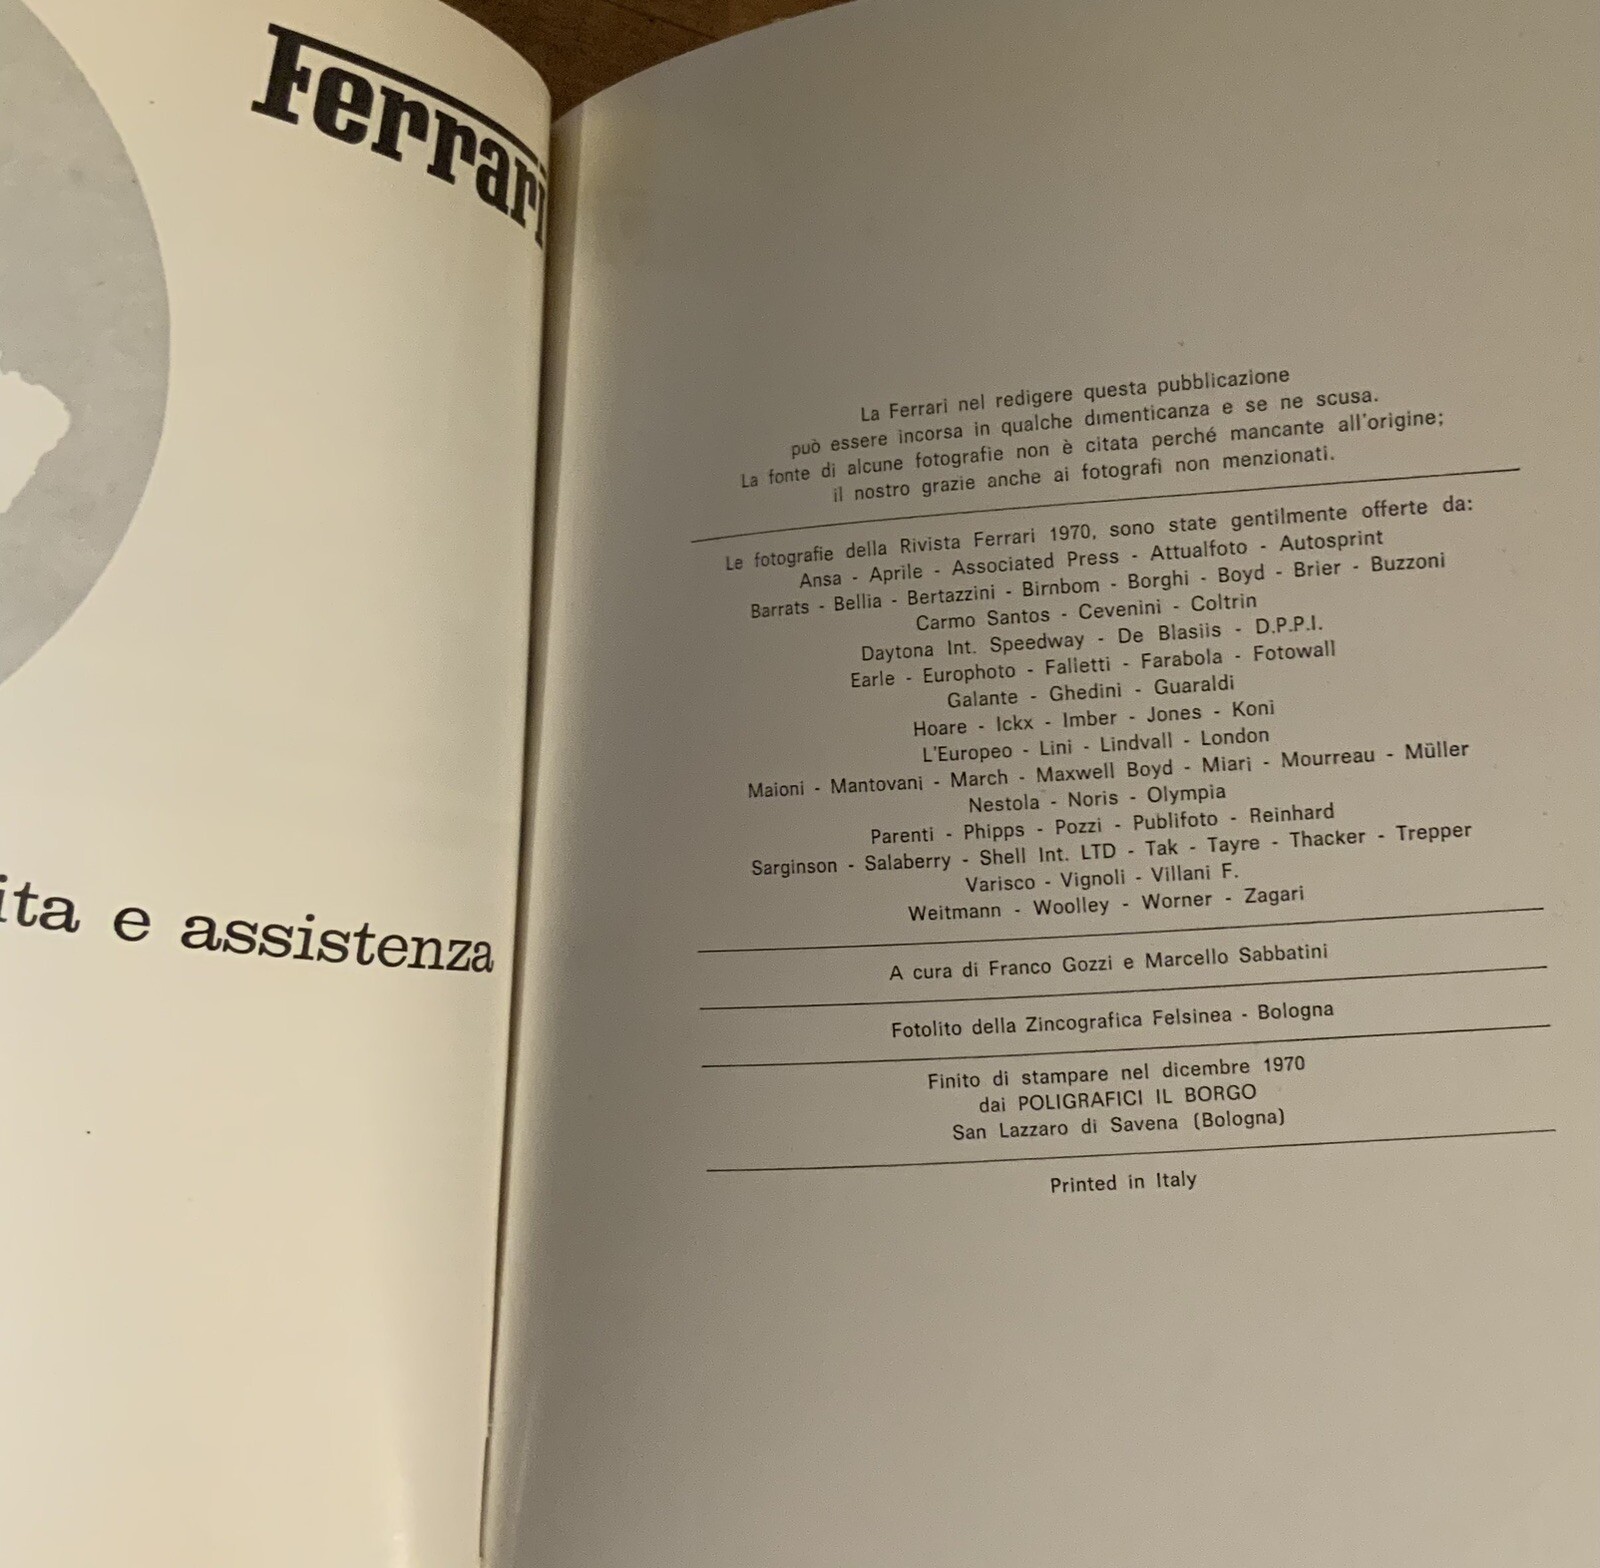 Ferrari
e assistenza
La Ferrari nel redigere questa pubblicazione
può essere incorsa in qualche dimenticanza e se ne scusa.
La fonte di alcune fotografie non è citata perché mancante all'origine;
il nostro grazie anche ai fotografi non menzionati.
Le fotografie della Rivista Ferrari 1970, sono state gentilmente offerte da:
Ansa - Aprile - Associated Press - Attualfoto - Autosprint
Barrats - Bellia - Bertazzini - Birnbom - Borghi - Boyd - Brier - Buzzoni
Carmo Santos - Cevenini - Coltrin
Daytona Int. Speedway - De Blasiis - D.P.P.I.
Earle - Europhoto - Falletti - Farabola - Fotowall
Galante - Ghedini - Guaraldi
Hoare - Ickx - Imber - Jones - Koni
L'Europeo - Lini - Lindvall - London
Maioni - Mantovani - March - Maxwell Boyd - Miari - Mourreau - Müller
Nestola - Noris - Olympia
Parenti - Phipps - Pozzi - Publifoto - Reinhard
Sarginson - Salaberry - Shell Int. LTD - Tak - Tayre - Thacker - Trepper
Varisco - Vignoli - Villani F.
Weitmann - Woolley - Worner - Zagari
A cura di Franco Gozzi e Marcello Sabbatini
Fotolito della Zincografica Felsinea - Bologna
Finito di stampare nel dicembre 1970
dai POLIGRAFICI IL BORGO
San Lazzaro di Savena (Bologna)
Printed in Italy